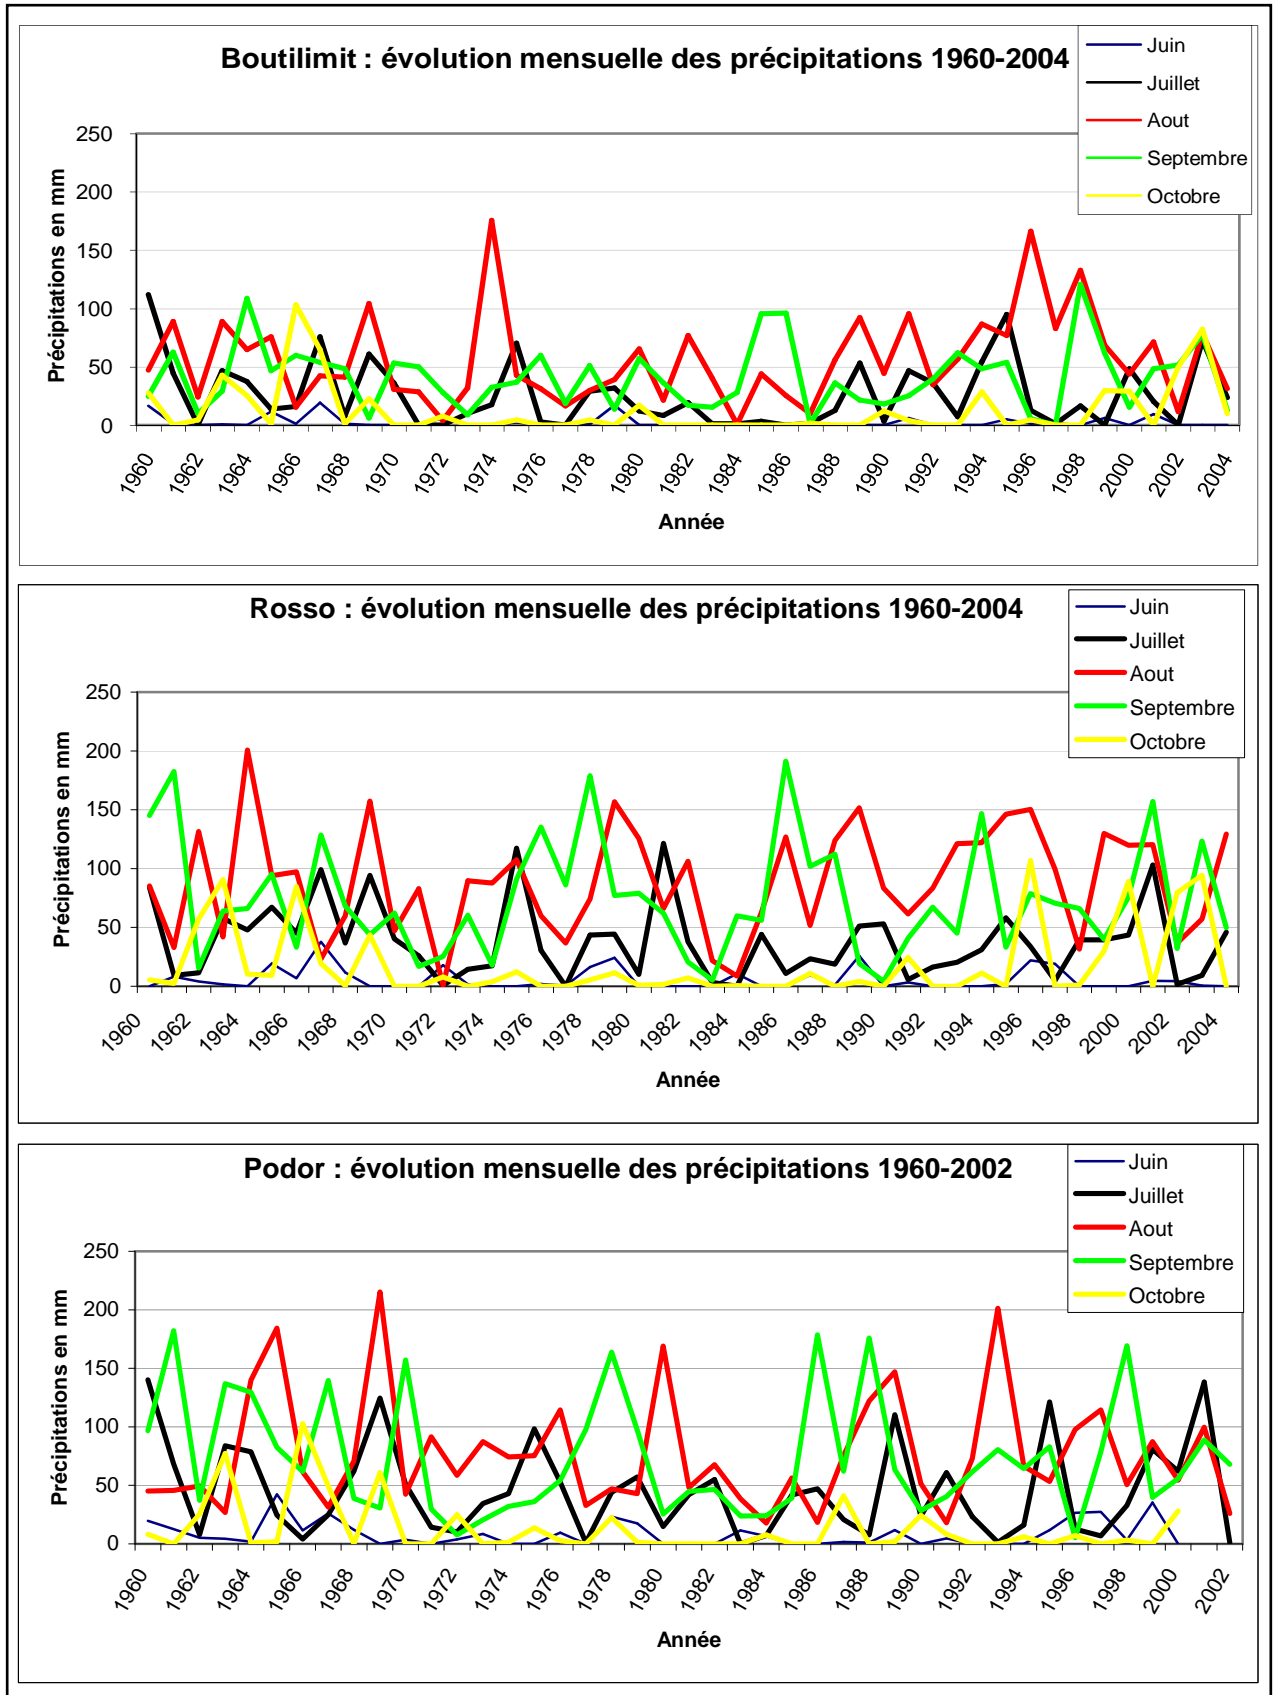 Boutilimit : évolution mensuelle des précipitations 1960-2004
Juin
Juillet
Aout
Septembre
Octobre
Précipitations en mm
250
200
150
100
50
0
1960 1962 1964 1966 1968 1970 1972 1974 1976 1978 1980 1982 1984 1986 1988 1990 1992 1994 1996 1998 2000 2002 2004
Année
Rosso : évolution mensuelle des précipitations 1960-2004
Juin
Juillet
Aout
Septembre
Octobre
Précipitations en mm
250
200
150
100
50
0
1960 1962 1964 1966 1968 1970 1972 1974 1976 1978 1980 1982 1984 1986 1988 1990 1992 1994 1996 1998 2000 2002 2004
Année
Podor : évolution mensuelle des précipitations 1960-2002
Juin
Juillet
Aout
Septembre
Octobre
Précipitations en mm
250
200
150
100
50
0
1960 1962 1964 1966 1968 1970 1972 1974 1976 1978 1980 1982 1984 1986 1988 1990 1992 1994 1996 1998 2000 2002
Année